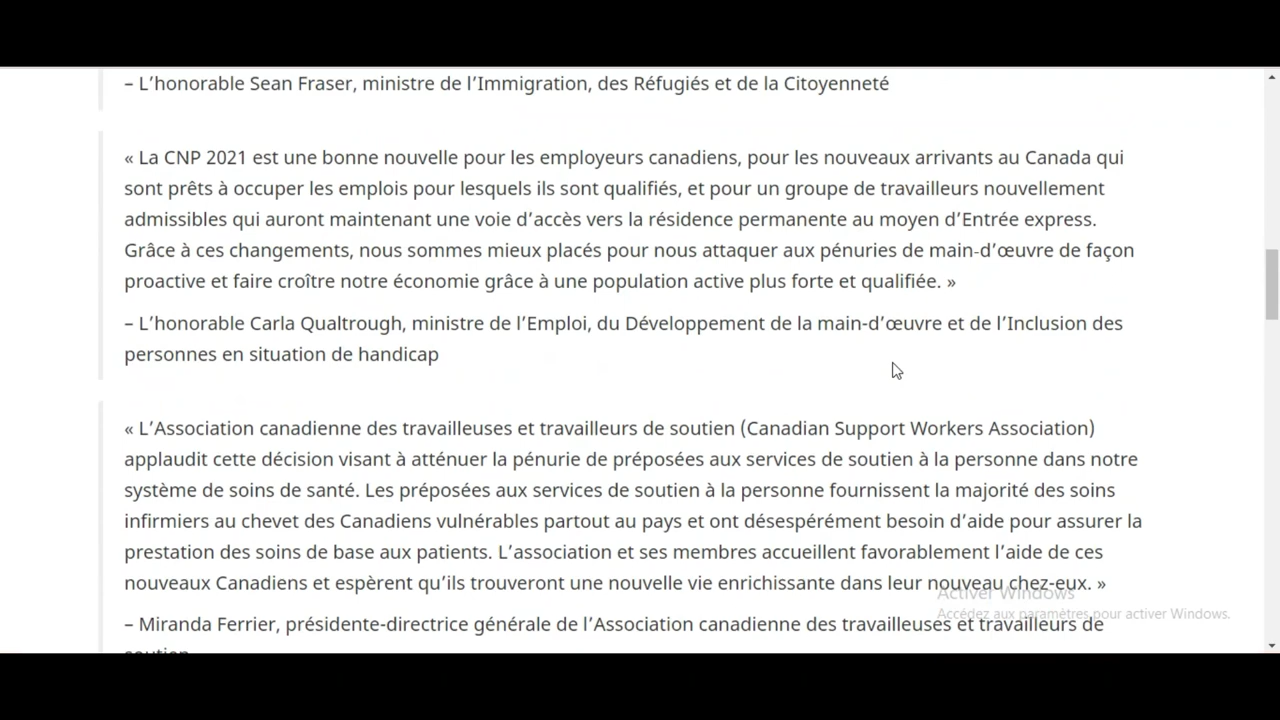 – L’honorable Sean Fraser, ministre de l’Immigration, des Réfugiés et de la Citoyenneté
« La CNP 2021 est une bonne nouvelle pour les employeurs canadiens, pour les nouveaux arrivants au Canada qui
sont prêts à occuper les emplois pour lesquels ils sont qualifiés, et pour un groupe de travailleurs nouvellement
admissibles qui auront maintenant une voie d’accès vers la résidence permanente au moyen d’Entrée express.
Grâce à ces changements, nous sommes mieux placés pour nous attaquer aux pénuries de main-d’œuvre de façon
proactive et faire croître notre économie grâce à une population active plus forte et qualifiée. »
– L’honorable Carla Qualtrough, ministre de l’Emploi, du Développement de la main-d’œuvre et de l’Inclusion des
personnes en situation de handicap
« L’Association canadienne des travailleuses et travailleurs de soutien (Canadian Support Workers Association)
applaudit cette décision visant à atténuer la pénurie de préposées aux services de soutien à la personne dans notre
système de soins de santé. Les préposées aux services de soutien à la personne fournissent la majorité des soins
infirmiers au chevet des Canadiens vulnérables partout au pays et ont désespérément besoin d’aide pour assurer la
prestation des soins de base aux patients. L’association et ses membres accueillent favorablement l’aide de ces
nouveaux Canadiens et espèrent qu’ils trouveront une nouvelle vie enrichissante dans leur nouveau chez-eux. »
Activer Windows
Accédez aux paramètres pour activer Windows.
– Miranda Ferrier, présidente-directrice générale de l’Association canadienne des travailleuses et travailleurs de
soutien